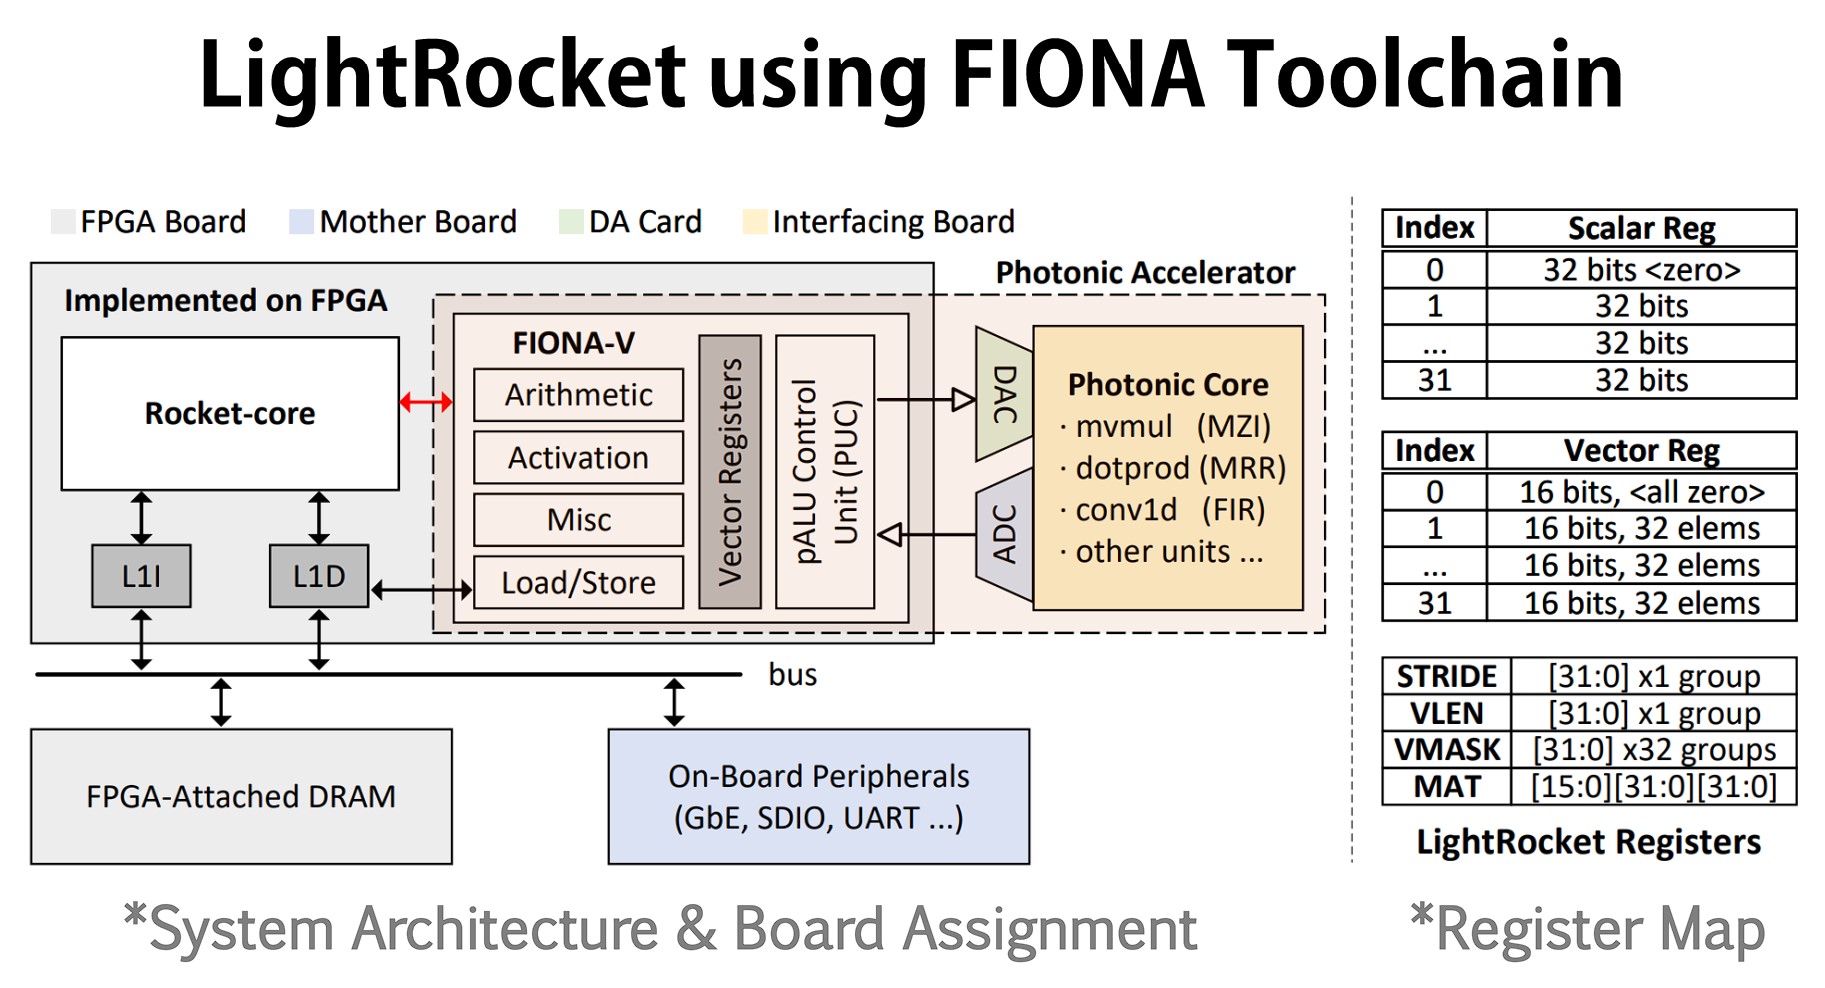 LightRocket using FIONA Toolchain
FPGA Board
Mother Board
DA Card
Interfacing Board
Implemented on FPGA
Photonic Accelerator
Rocket-core
L1I
L1D
FIONA-V
Arithmetic
Activation
Misc
Load/Store
Vector Registers
pALU Control
Unit (PUC)
DAC
ADC
Photonic Core
· mvmul (MZI)
· dotprod (MRR)
· conv1d (FIR)
· other units ...
bus
FPGA-Attached DRAM
On-Board Peripherals
(GbE, SDIO, UART ...)
*System Architecture & Board Assignment
Index Scalar Reg
0 32 bits <zero>
1 32 bits
... 32 bits
31 32 bits
Index Vector Reg
0 16 bits, <all zero>
1 16 bits, 32 elems
... 16 bits, 32 elems
31 16 bits, 32 elems
STRIDE [31:0] x1 group
VLEN [31:0] x1 group
VMASK [31:0] x32 groups
MAT [15:0][31:0][31:0]
LightRocket Registers
*Register Map